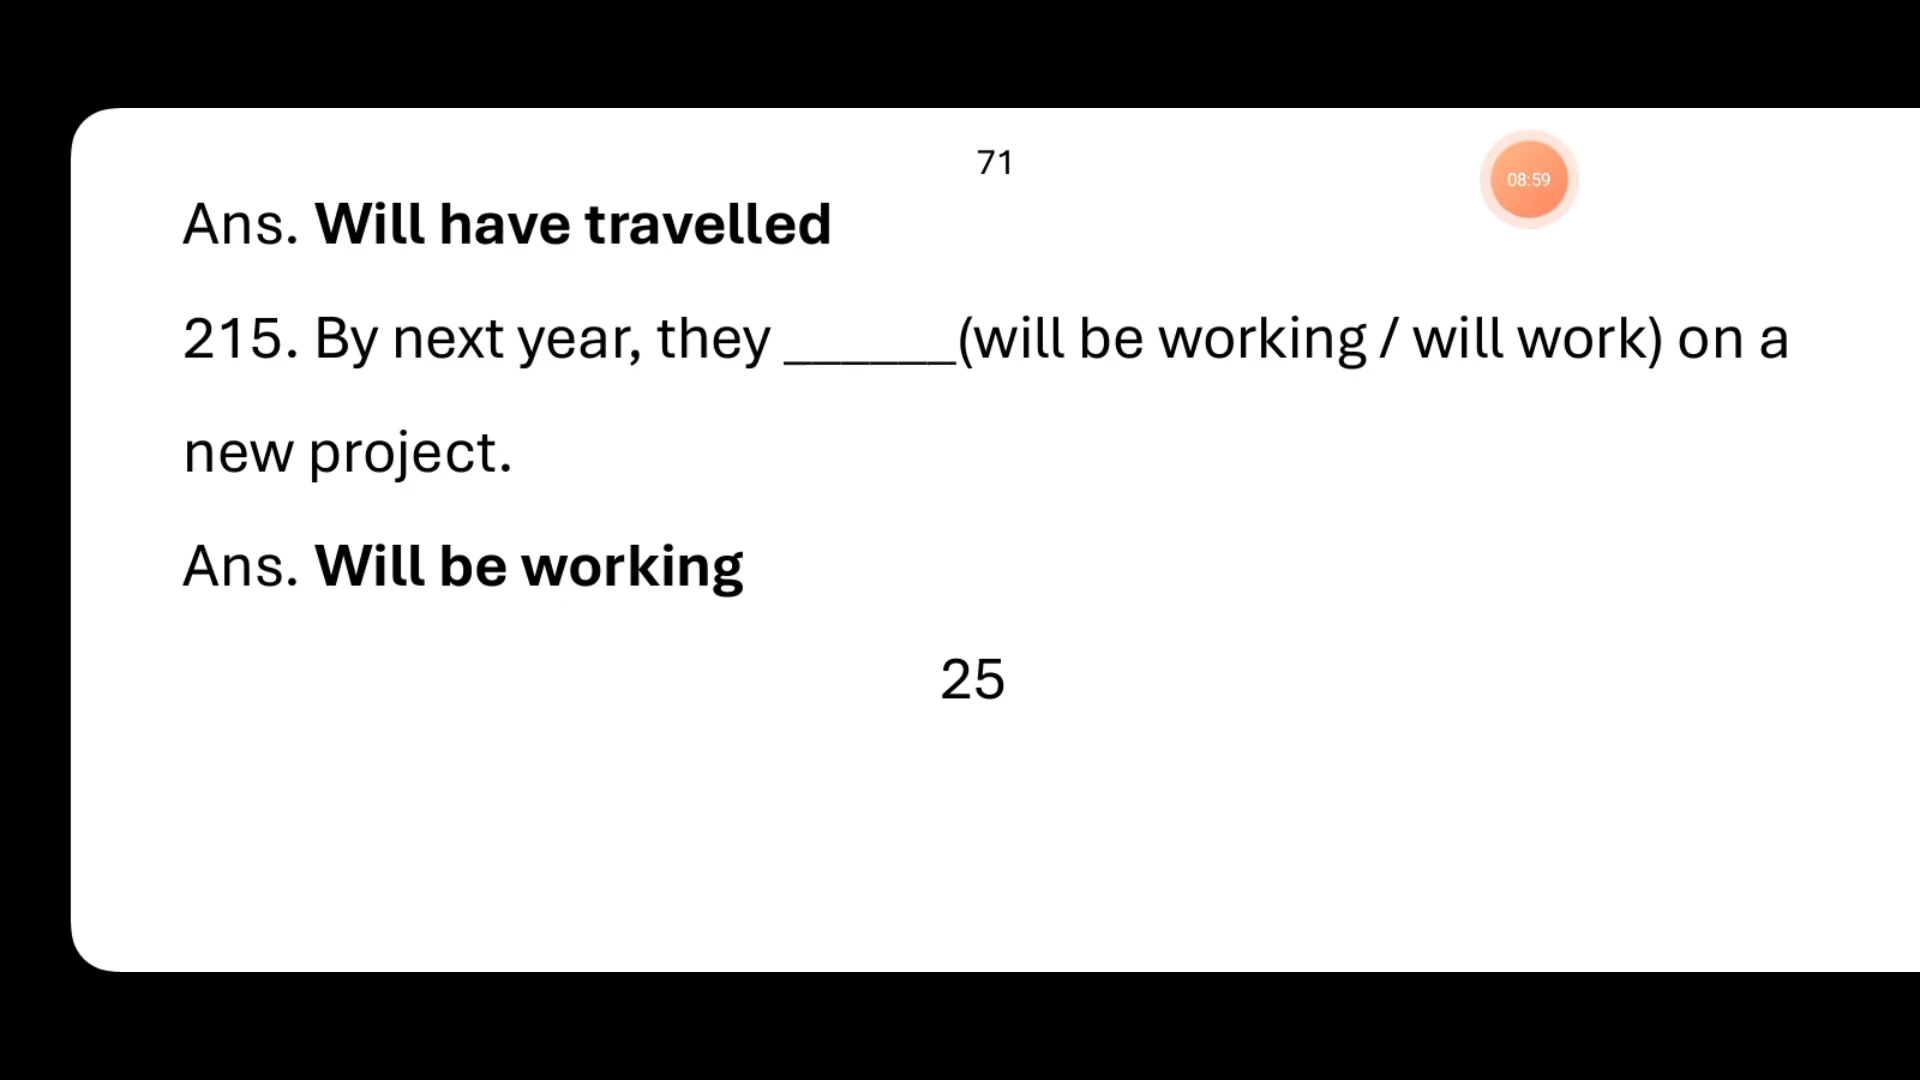 71
08:59
Ans. Will have travelled
215. By next year, they ______(will be working / will work) on a
new project.
Ans. Will be working
25